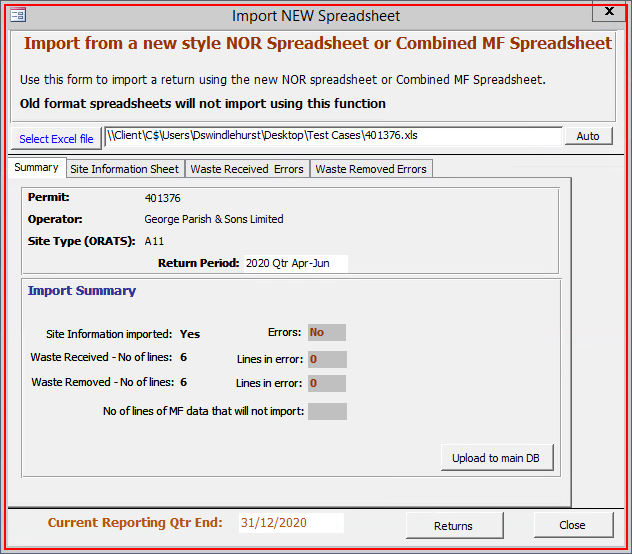 Import NEW Spreadsheet
x
Import from a new style NOR Spreadsheet or Combined MF Spreadsheet
Use this form to import a return using the new NOR spreadsheet or Combined MF Spreadsheet.
Old format spreadsheets will not import using this function
Select Excel file \\Client\C$\Users\Dswindlehurst\Desktop\Test Cases\401376.xls Auto
Summary Site Information Sheet Waste Received Errors Waste Removed Errors
Permit: 401376
Operator: George Parish & Sons Limited
Site Type (ORATS): A11
Return Period: 2020 Qtr Apr-Jun
Import Summary
Site Information imported: Yes Errors: No
Waste Received - No of lines: 6 Lines in error: 0
Waste Removed - No of lines: 6 Lines in error: 0
No of lines of MF data that will not import:
Upload to main DB
Current Reporting Qtr End: 31/12/2020 Returns Close